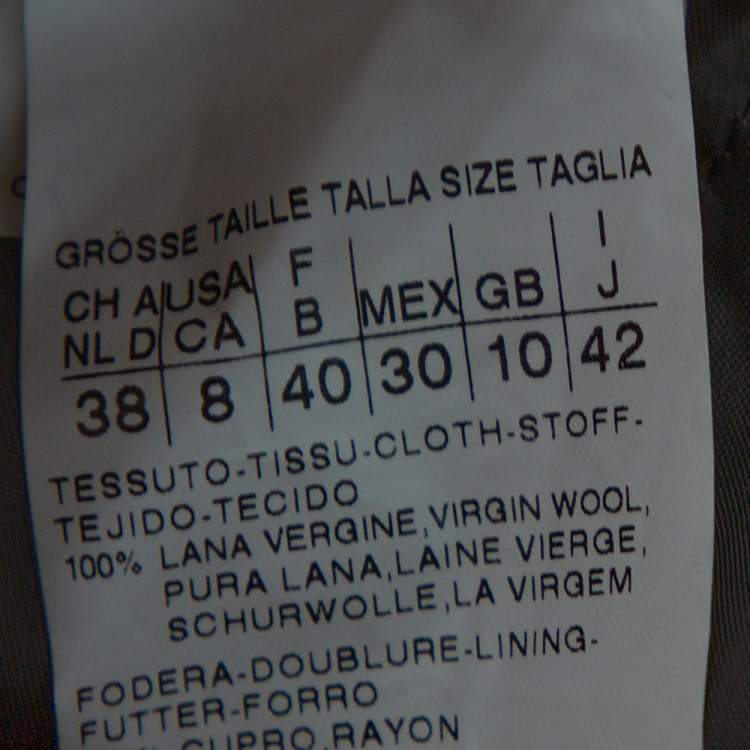 GRÖSSE TAILLE TALLA SIZE TAGLIA
CH A USA F MEX GB I
NL D CA B J
38 8 40 30 10 42
TESSUTO-TISSU-CLOTH-STOFF-
TEJIDO-TECIDO
100% LANA VERGINE,VIRGIN WOOL,
PURA LANA,LAINE VIERGE,
SCHURWOLLE,LA VIRGEM
FODERA-DOUBLURE-LINING-
FUTTER-FORRO
CUPRO,RAYON